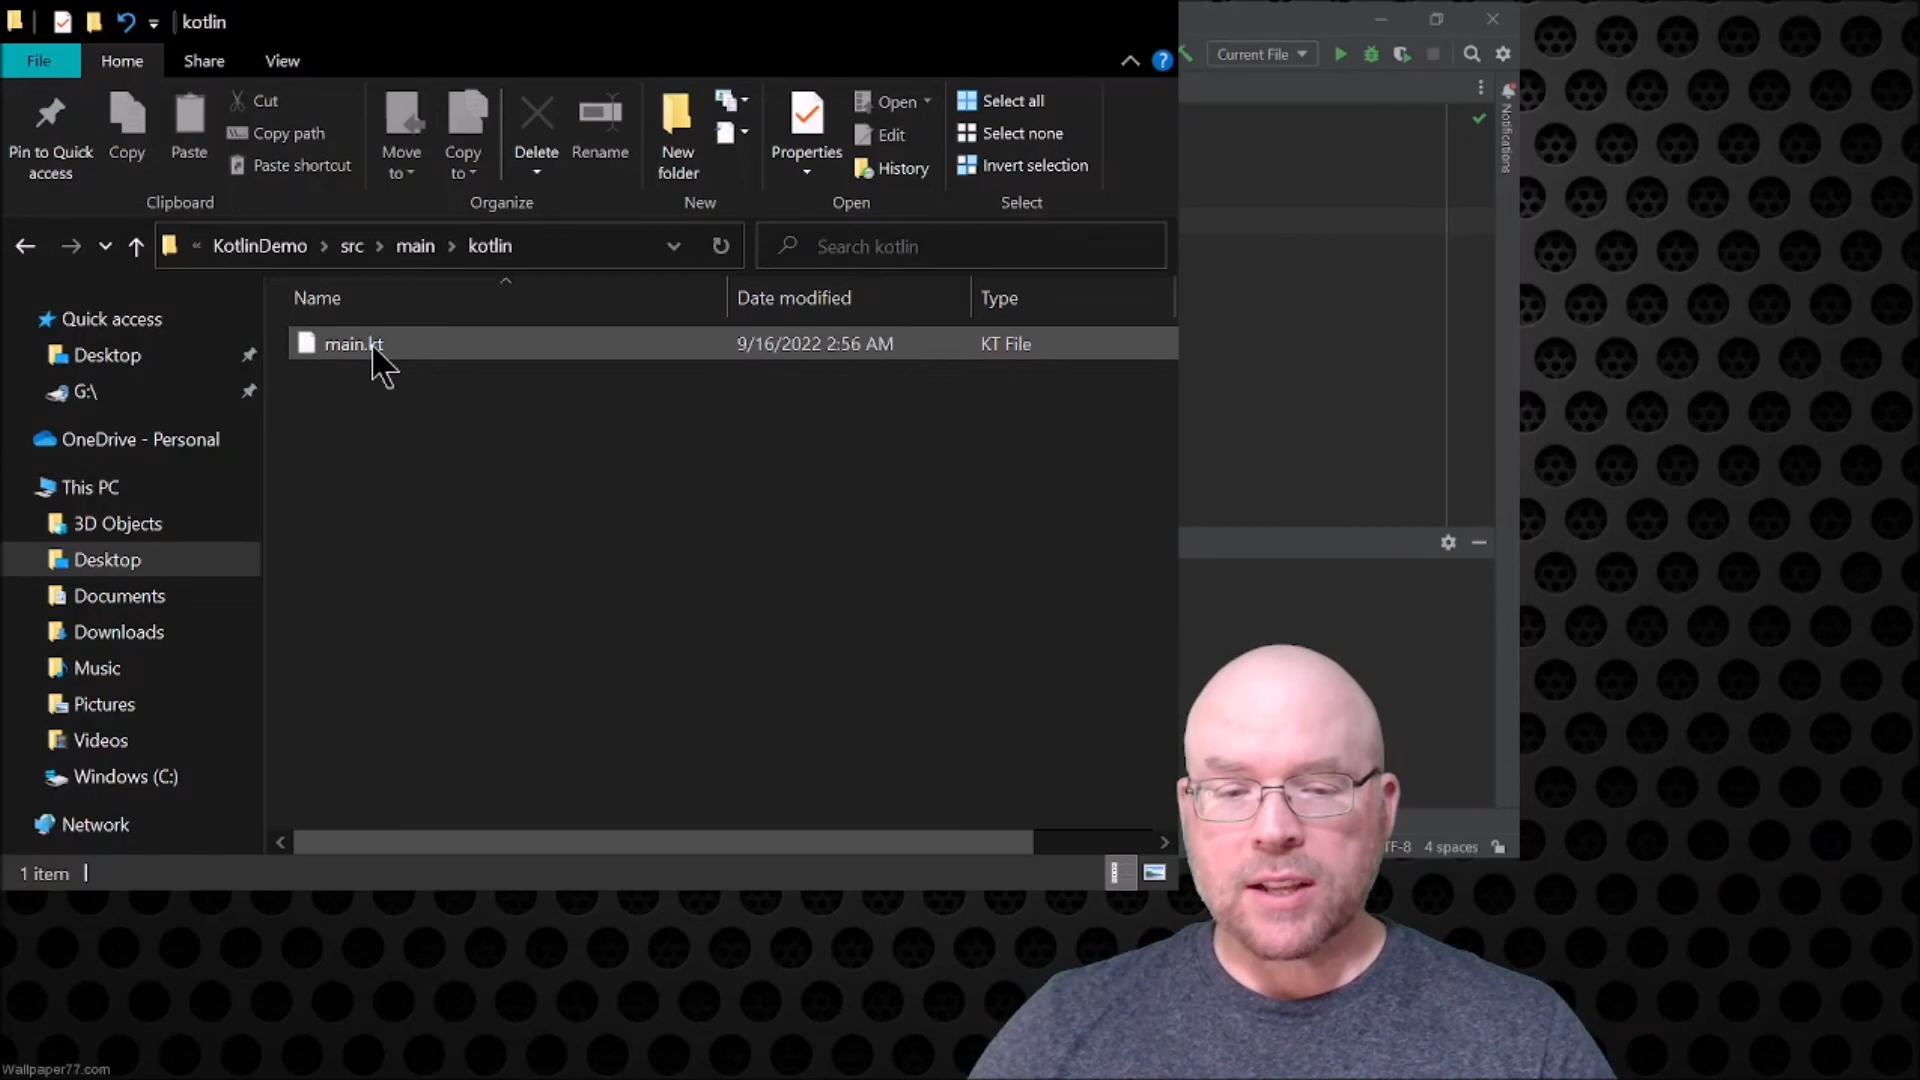 kotlin
File Home Share View
Current File
Pin to Quick access
Copy
Paste
Cut
Copy path
Paste shortcut
Clipboard
Move to
Copy to
Delete
Rename
Organize
New folder
New
Properties
Open
Edit
History
Open
Select all
Select none
Invert selection
Select
Notifications
« KotlinDemo > src > main > kotlin
Search kotlin
Name Date modified Type
main.kt 9/16/2022 2:56 AM KT File
Quick access
Desktop
G:\
OneDrive - Personal
This PC
3D Objects
Desktop
Documents
Downloads
Music
Pictures
Videos
Windows (C:)
Network
1 item
TF-8 4 spaces
Wallpaper77.com